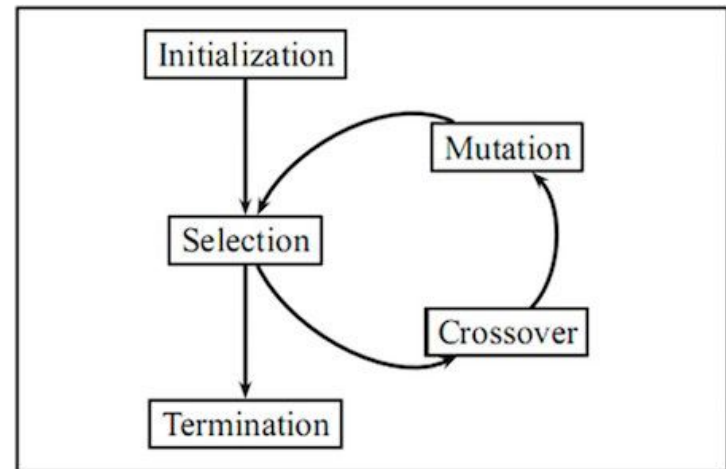 Initialization
Mutation
Selection
Crossover
Termination